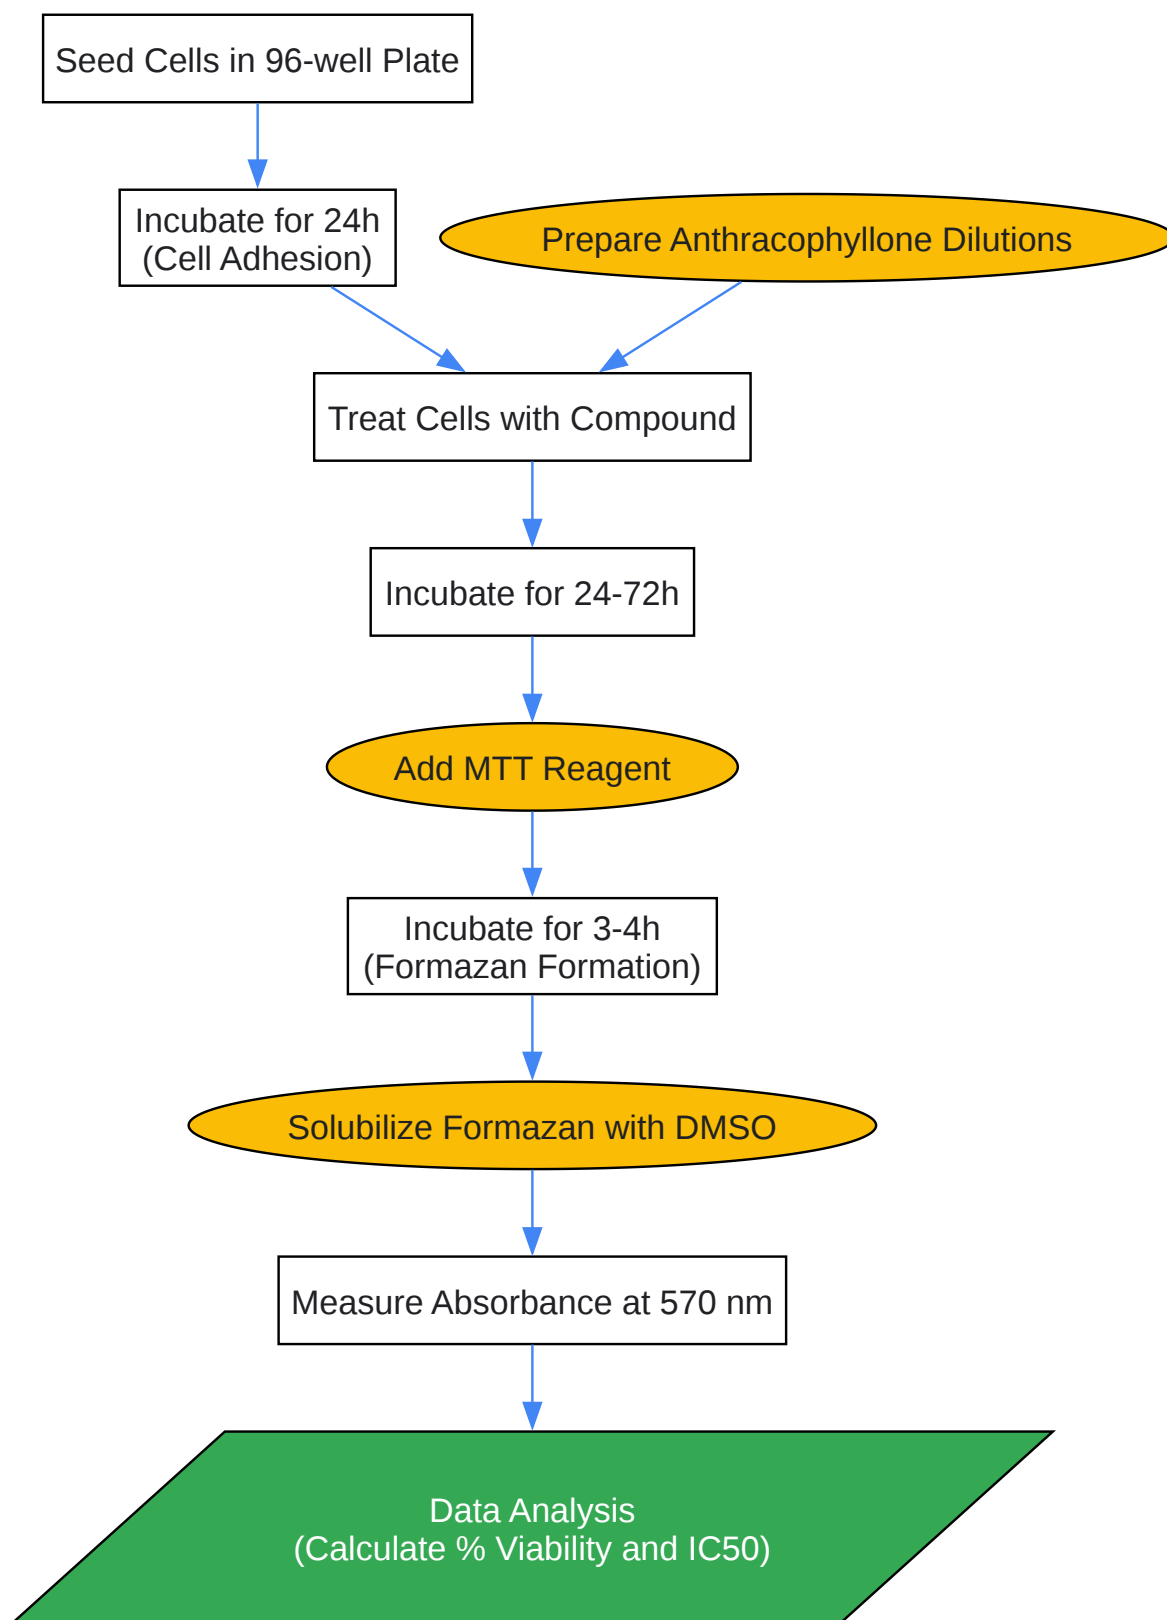 Seed Cells in 96-well Plate
Incubate for 24h
(Cell Adhesion)
Prepare Anthracophyllone Dilutions
Treat Cells with Compound
Incubate for 24-72h
Add MTT Reagent
Incubate for 3-4h
(Formazan Formation)
Solubilize Formazan with DMSO
Measure Absorbance at 570 nm
Data Analysis
(Calculate % Viability and IC50)